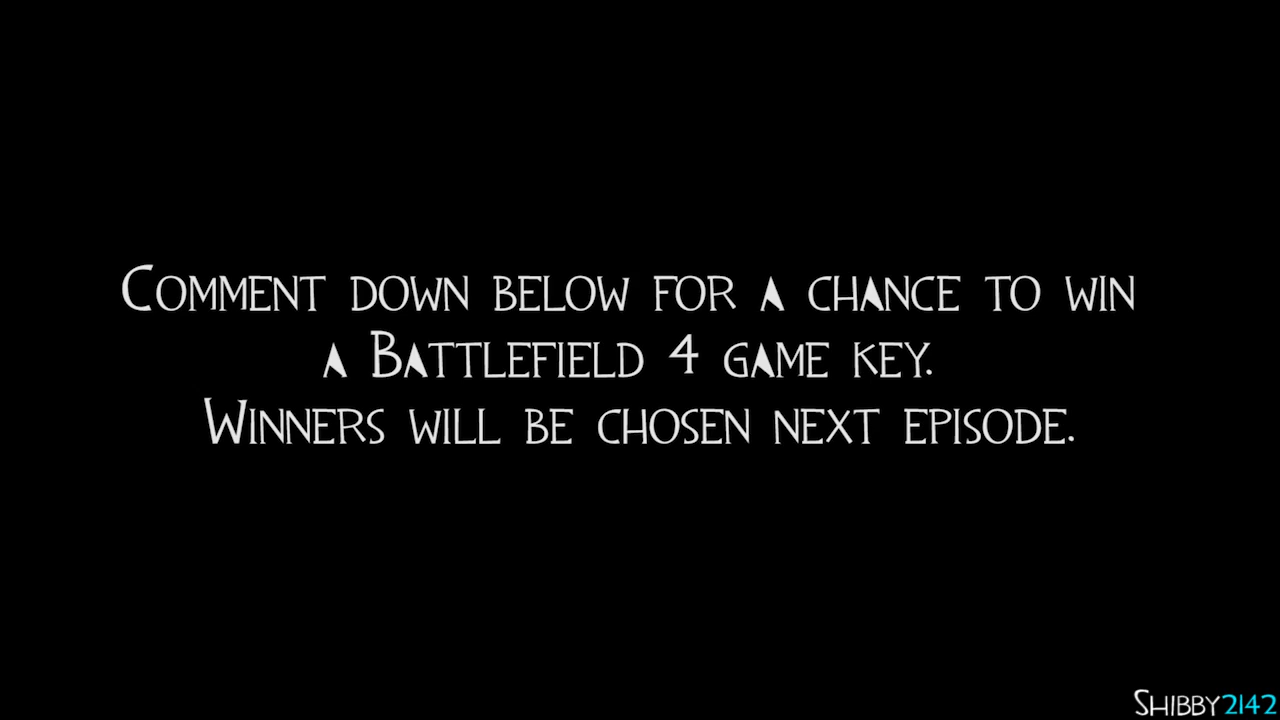 Comment down below for a chance to win
a Battlefield 4 game key.
Winners will be chosen next episode.
Shibby2142